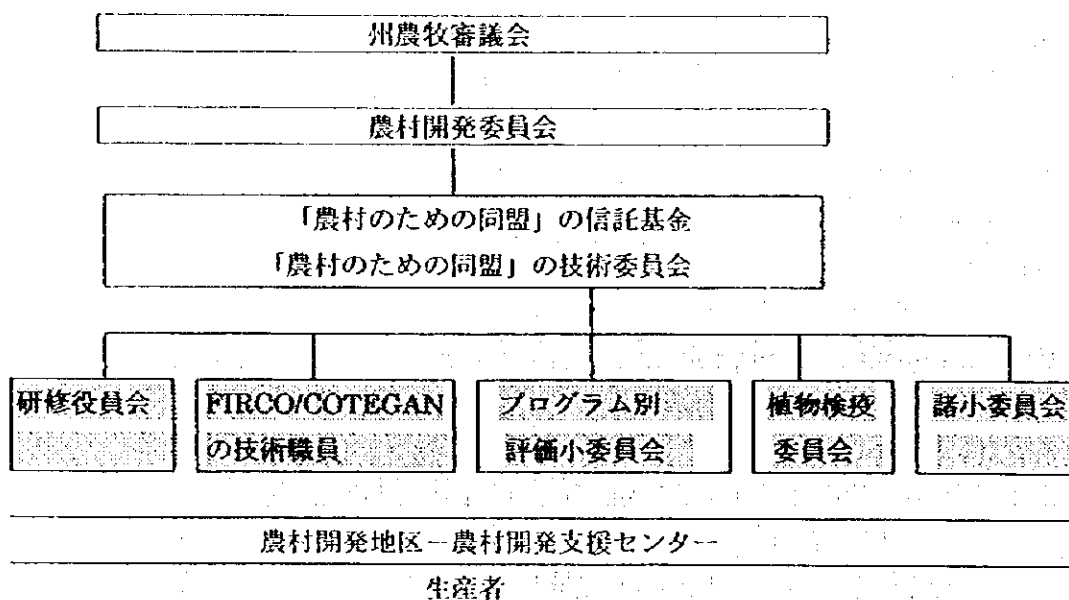 州農牧審議会
農村開発委員会
「農村のための同盟」の信託基金
「農村のための同盟」の技術委員会
研修役員会
FIRCO/COTEGAN
の技術職員
プログラム別
評価小委員会
植物検疫
委員会
諸小委員会
農村開発地区－農村開発支援センター
生産者